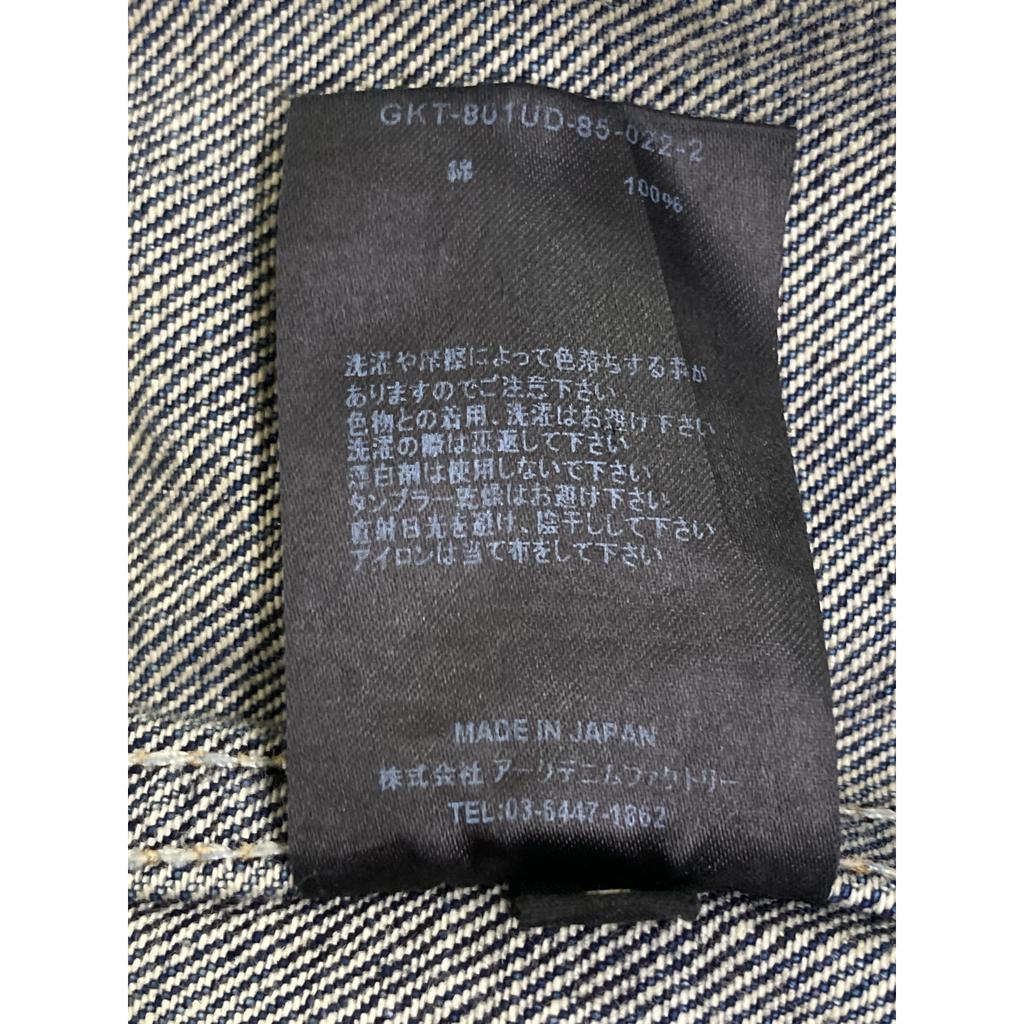 GKT-801UD-85-022-2
綿 100%
洗濯や摩擦によって色落ちする事が
ありますのでご注意下さい
色物との着用、洗濯はお避け下さい
洗濯の際は裏返して下さい
漂白剤は使用しないで下さい
タンブラー乾燥はお避け下さい
直射日光を避け、陰干しして下さい
アイロンは当て布をして下さい
MADE IN JAPAN
株式会社 アークデニムファクトリー
TEL:03-6447-1862